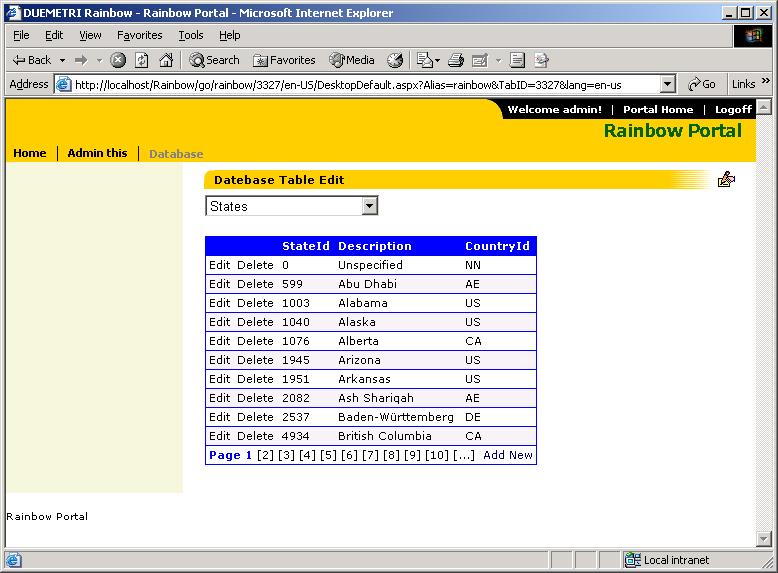 DUEMETRI Rainbow - Rainbow Portal - Microsoft Internet Explorer
File Edit View Favorites Tools Help
Back Search Favorites Media
Address http://localhost/Rainbow/go/rainbow/3327/en-US/DesktopDefault.aspx?Alias=rainbow&TabID=3327&lang=en-us Go Links »
Welcome admin! | Portal Home | Logoff
Rainbow Portal
Home | Admin this | Database
Datebase Table Edit
States
StateId Description CountryId
Edit Delete 0 Unspecified NN
Edit Delete 599 Abu Dhabi AE
Edit Delete 1003 Alabama US
Edit Delete 1040 Alaska US
Edit Delete 1076 Alberta CA
Edit Delete 1945 Arizona US
Edit Delete 1951 Arkansas US
Edit Delete 2082 Ash Shariqah AE
Edit Delete 2537 Baden-Württemberg DE
Edit Delete 4934 British Columbia CA
Page 1 [2] [3] [4] [5] [6] [7] [8] [9] [10] [...] Add New
Rainbow Portal
Local intranet